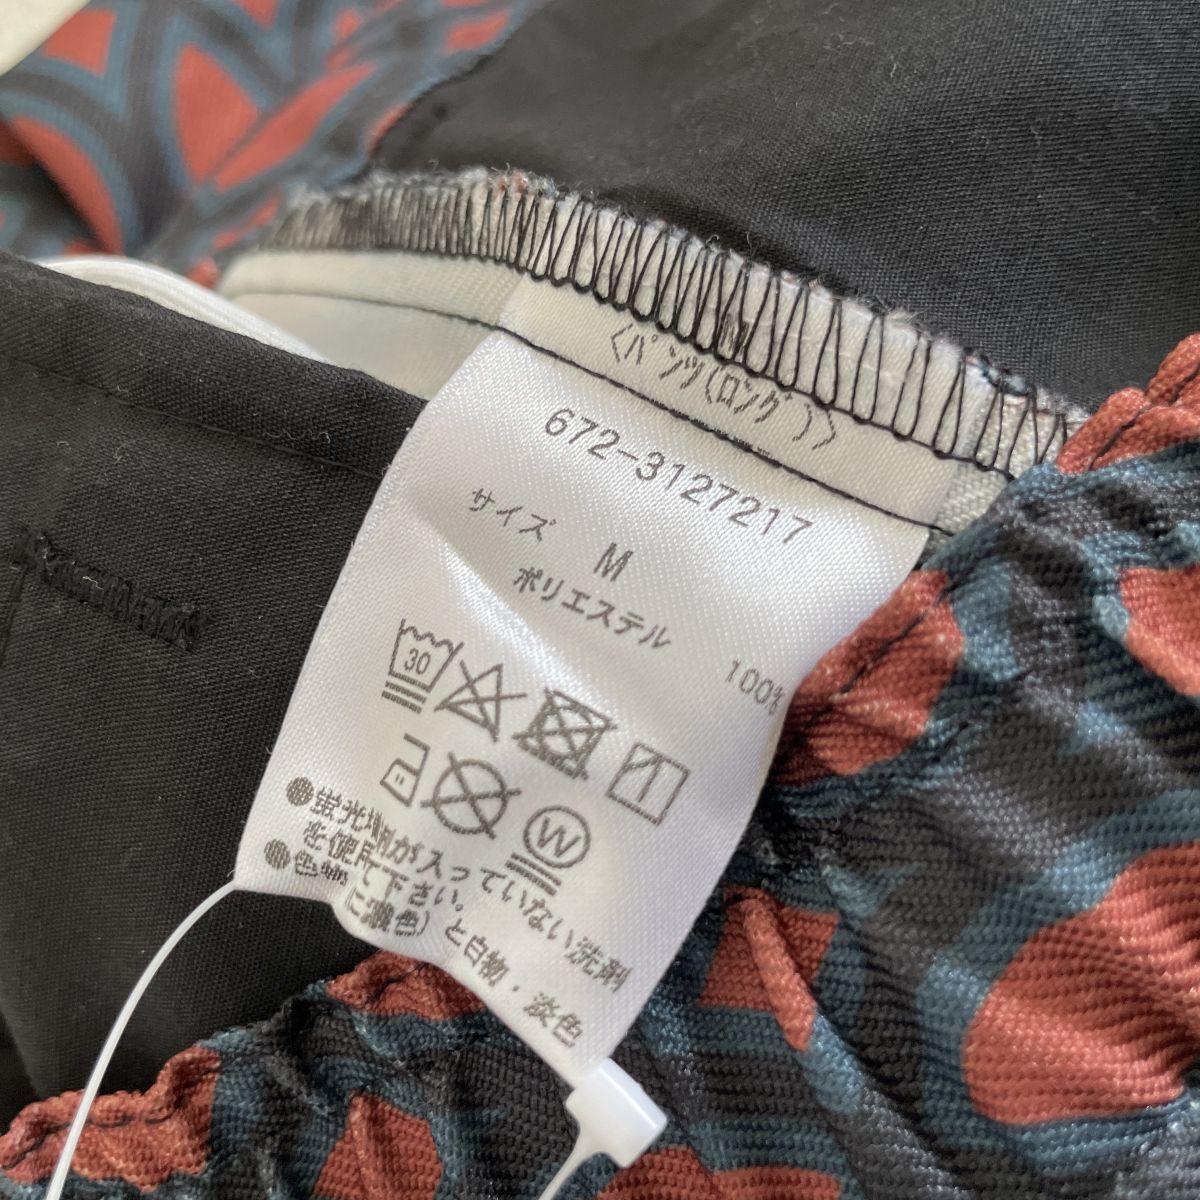 M
〈パンツ(ロング)〉
672-3127217
サイズ M
ポリエステル 100%
30
W
●蛍光増剤が入っていない洗剤
を使用て下さい。
●色物 に濃色)と白物・淡色